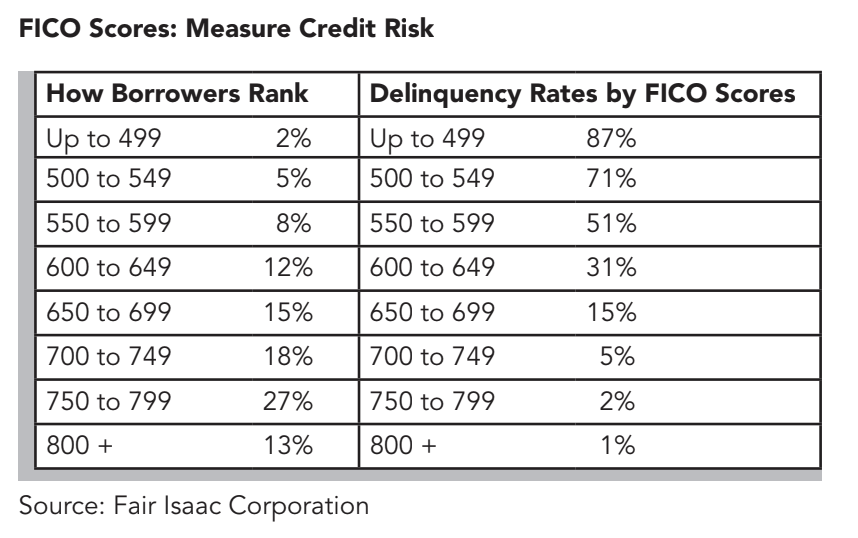 FICO Scores: Measure Credit Risk
How Borrowers Rank Delinquency Rates by FICO Scores
Up to 499 2% Up to 499 87%
500 to 549 5% 500 to 549 71%
550 to 599 8% 550 to 599 51%
600 to 649 12% 600 to 649 31%
650 to 699 15% 650 to 699 15%
700 to 749 18% 700 to 749 5%
750 to 799 27% 750 to 799 2%
800 + 13% 800 + 1%
Source: Fair Isaac Corporation